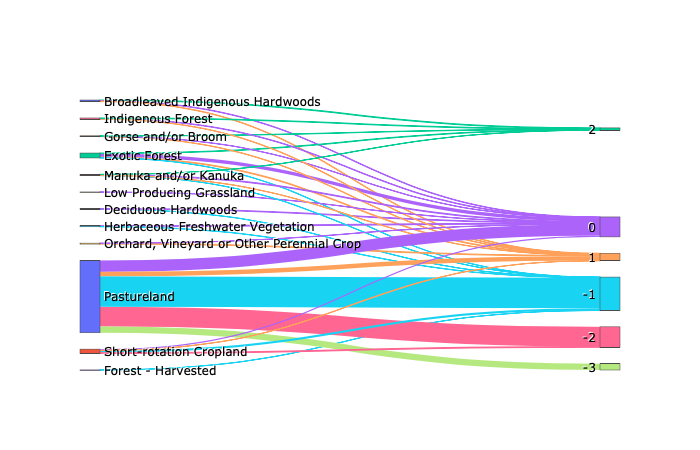 Broadleaved Indigenous Hardwoods
Indigenous Forest
Gorse and/or Broom
Exotic Forest
Manuka and/or Kanuka
Low Producing Grassland
Deciduous Hardwoods
Herbaceous Freshwater Vegetation
Orchard, Vineyard or Other Perennial Crop
Pastureland
Short-rotation Cropland
Forest - Harvested
2
0
1
-1
-2
-3